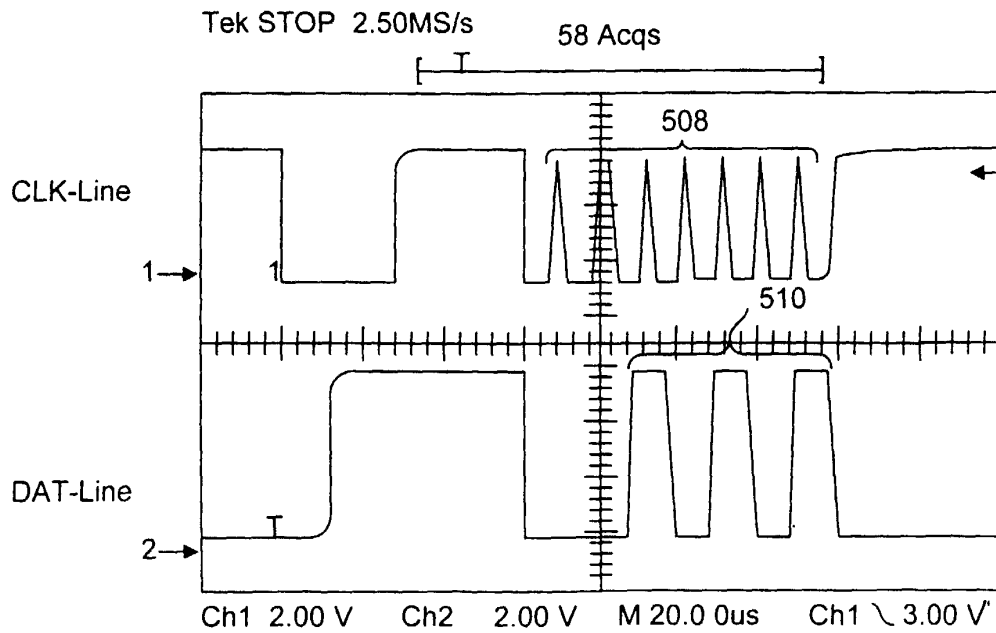 Tek STOP 2.50MS/s
58 Acqs
T
508
CLK-Line
1
1
510
DAT-Line
T
2
Ch1 2.00 V Ch2 2.00 V M 20.0 0us Ch1 3.00 V'